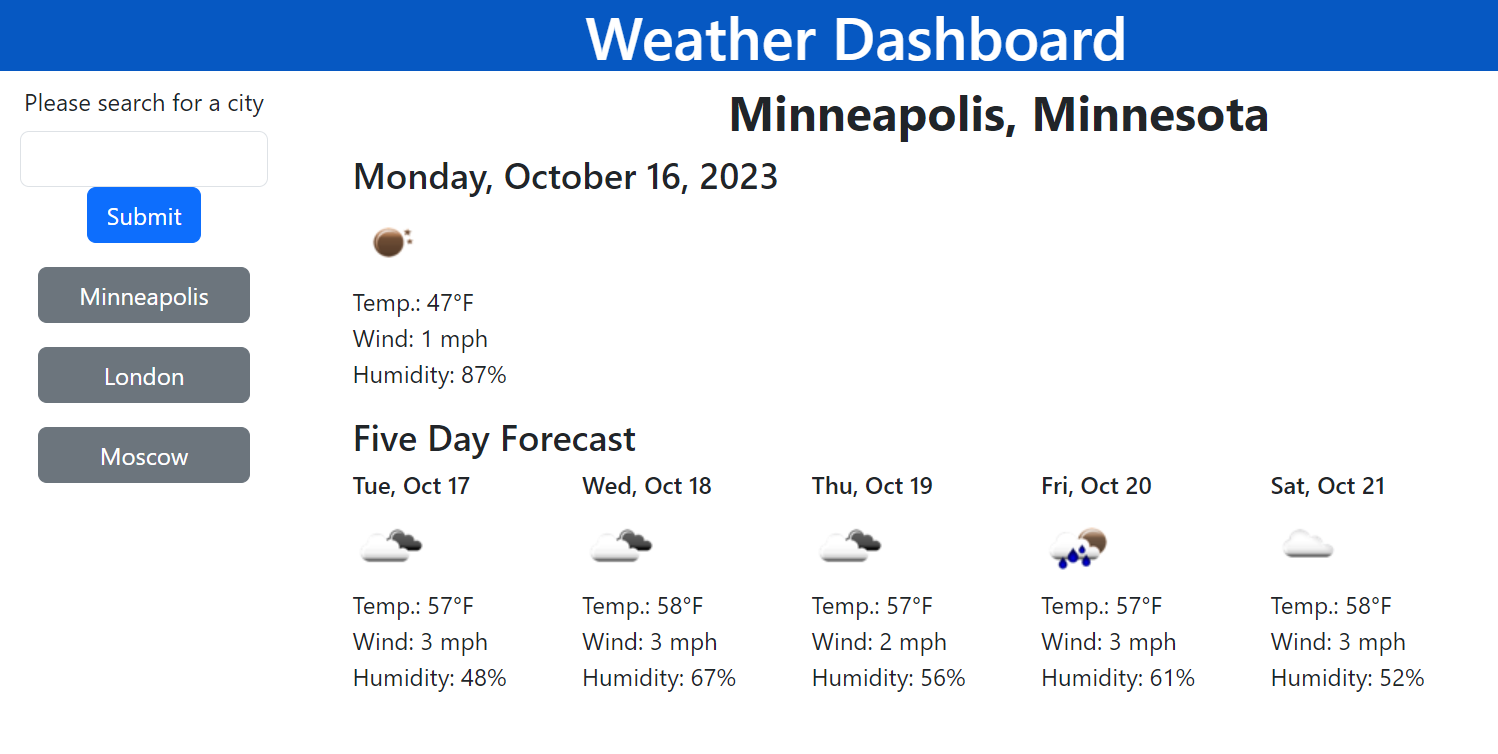 Weather Dashboard
Please search for a city
Submit
Minneapolis
London
Moscow
Minneapolis, Minnesota
Monday, October 16, 2023
Temp.: 47°F
Wind: 1 mph
Humidity: 87%
Five Day Forecast
Tue, Oct 17
Temp.: 57°F
Wind: 3 mph
Humidity: 48%
Wed, Oct 18
Temp.: 58°F
Wind: 3 mph
Humidity: 67%
Thu, Oct 19
Temp.: 57°F
Wind: 2 mph
Humidity: 56%
Fri, Oct 20
Temp.: 57°F
Wind: 3 mph
Humidity: 61%
Sat, Oct 21
Temp.: 58°F
Wind: 3 mph
Humidity: 52%